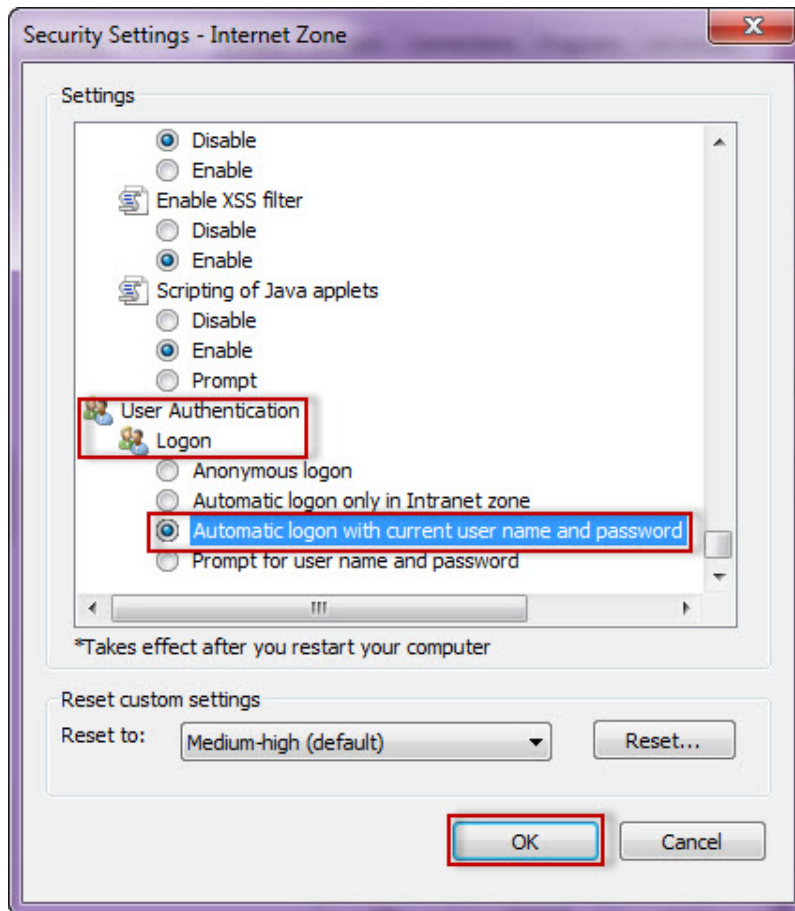 Security Settings - Internet Zone
Settings
Disable
Enable
Enable XSS filter
Disable
Enable
Scripting of Java applets
Disable
Enable
Prompt
User Authentication
Logon
Anonymous logon
Automatic logon only in Intranet zone
Automatic logon with current user name and password
Prompt for user name and password
*Takes effect after you restart your computer
Reset custom settings
Reset to: Medium-high (default) Reset...
OK Cancel